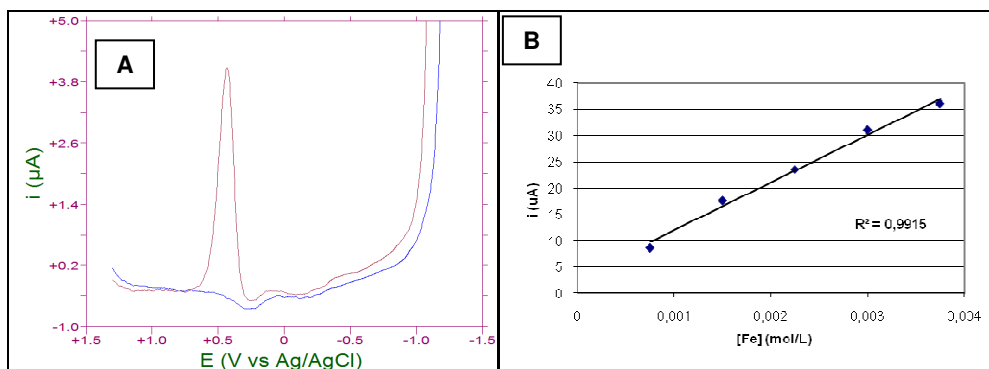 A
+5.0
+3.8
+2.6
+1.4
+0.2
-1.0
i (µA)
+1.5 +1.0 +0.5 0 -0.5 -1.0 -1.5
E (V vs Ag/AgCl)
B
40
35
30
25
20
15
10
5
0
i (uA)
R² = 0,9915
0 0,001 0,002 0,003 0,004
[Fe] (mol/L)